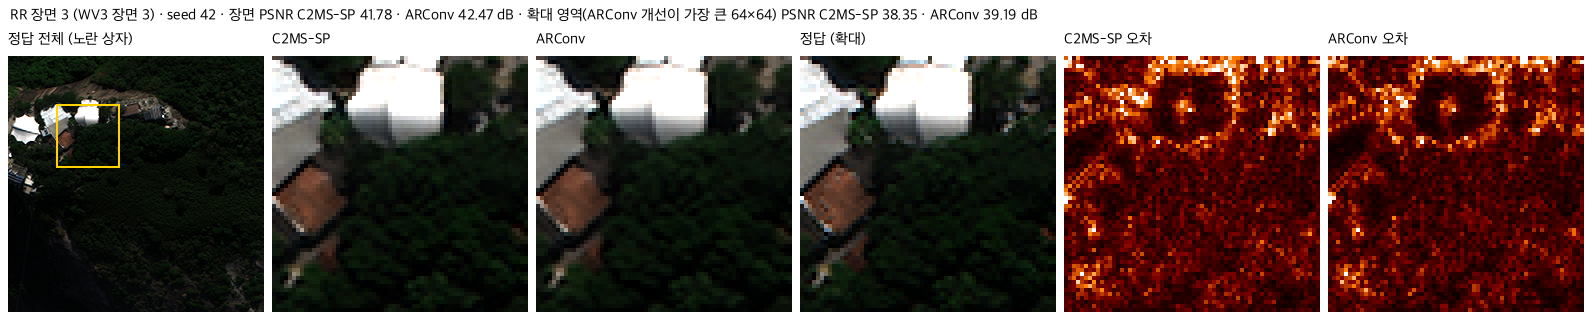 RR 장면 3 (WV3 장면 3) · seed 42 · 장면 PSNR C2MS-SP 41.78 · ARConv 42.47 dB · 확대 영역(ARConv 개선이 가장 큰 64×64) PSNR C2MS-SP 38.35 · ARConv 39.19 dB
정답 전체 (노란 상자)
C2MS-SP
ARConv
정답 (확대)
C2MS-SP 오차
ARConv 오차